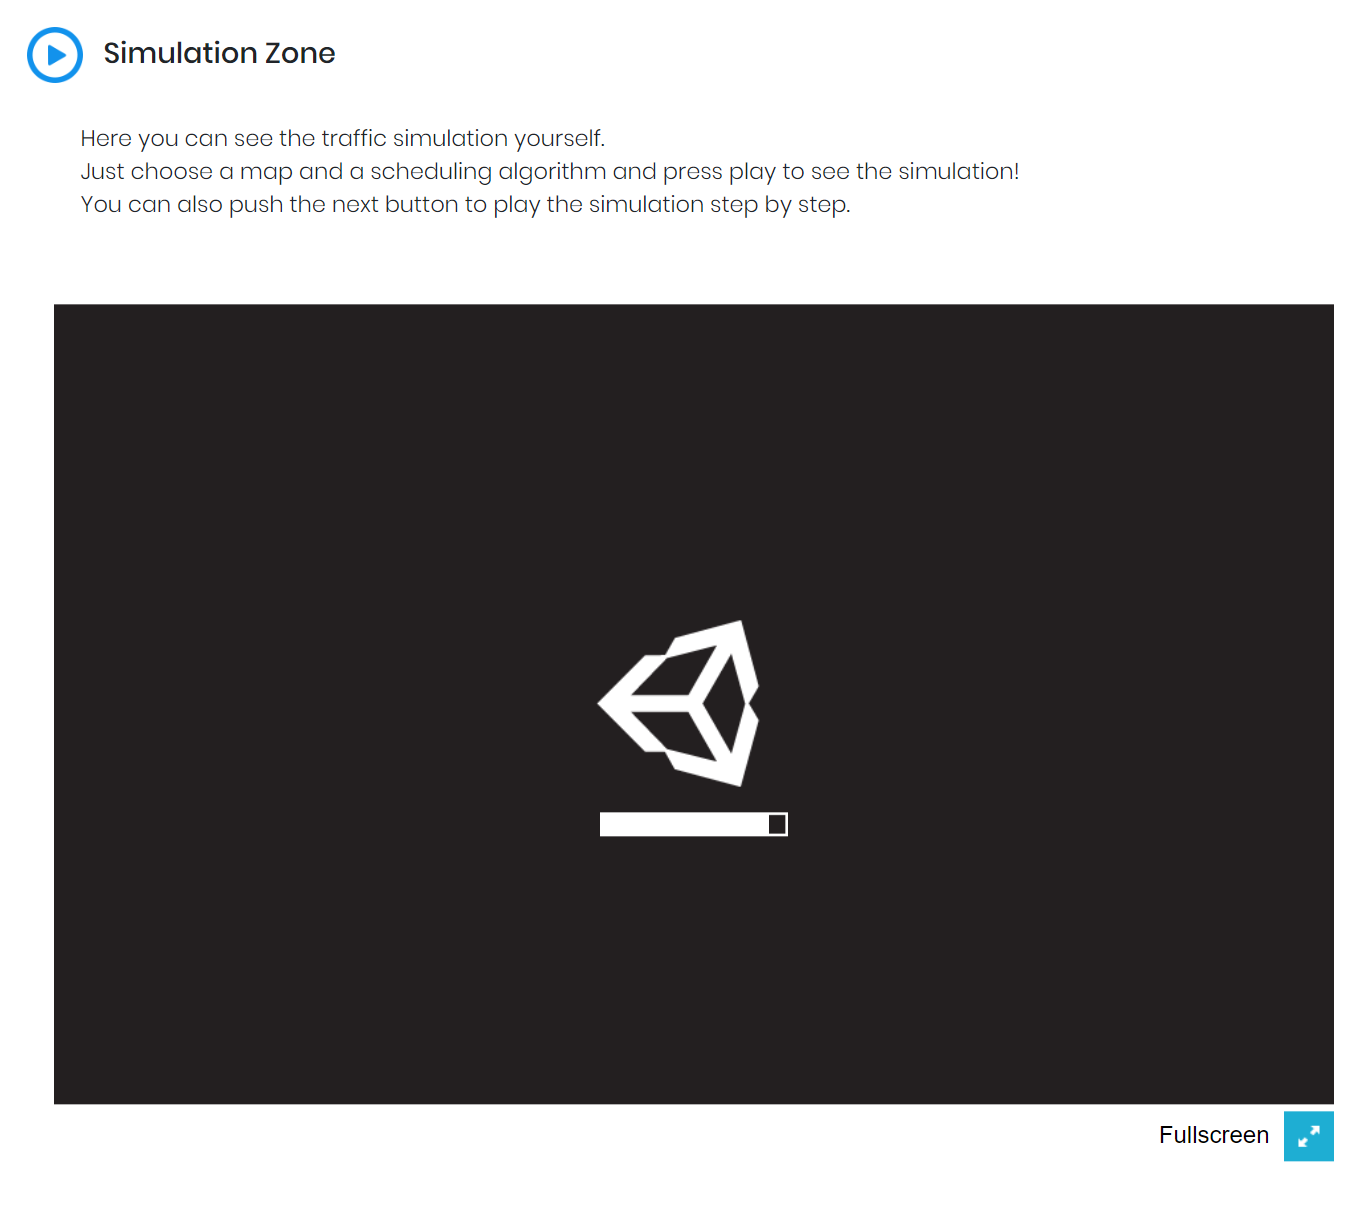 Simulation Zone
Here you can see the traffic simulation yourself.
Just choose a map and a scheduling algorithm and press play to see the simulation!
You can also push the next button to play the simulation step by step.
Fullscreen